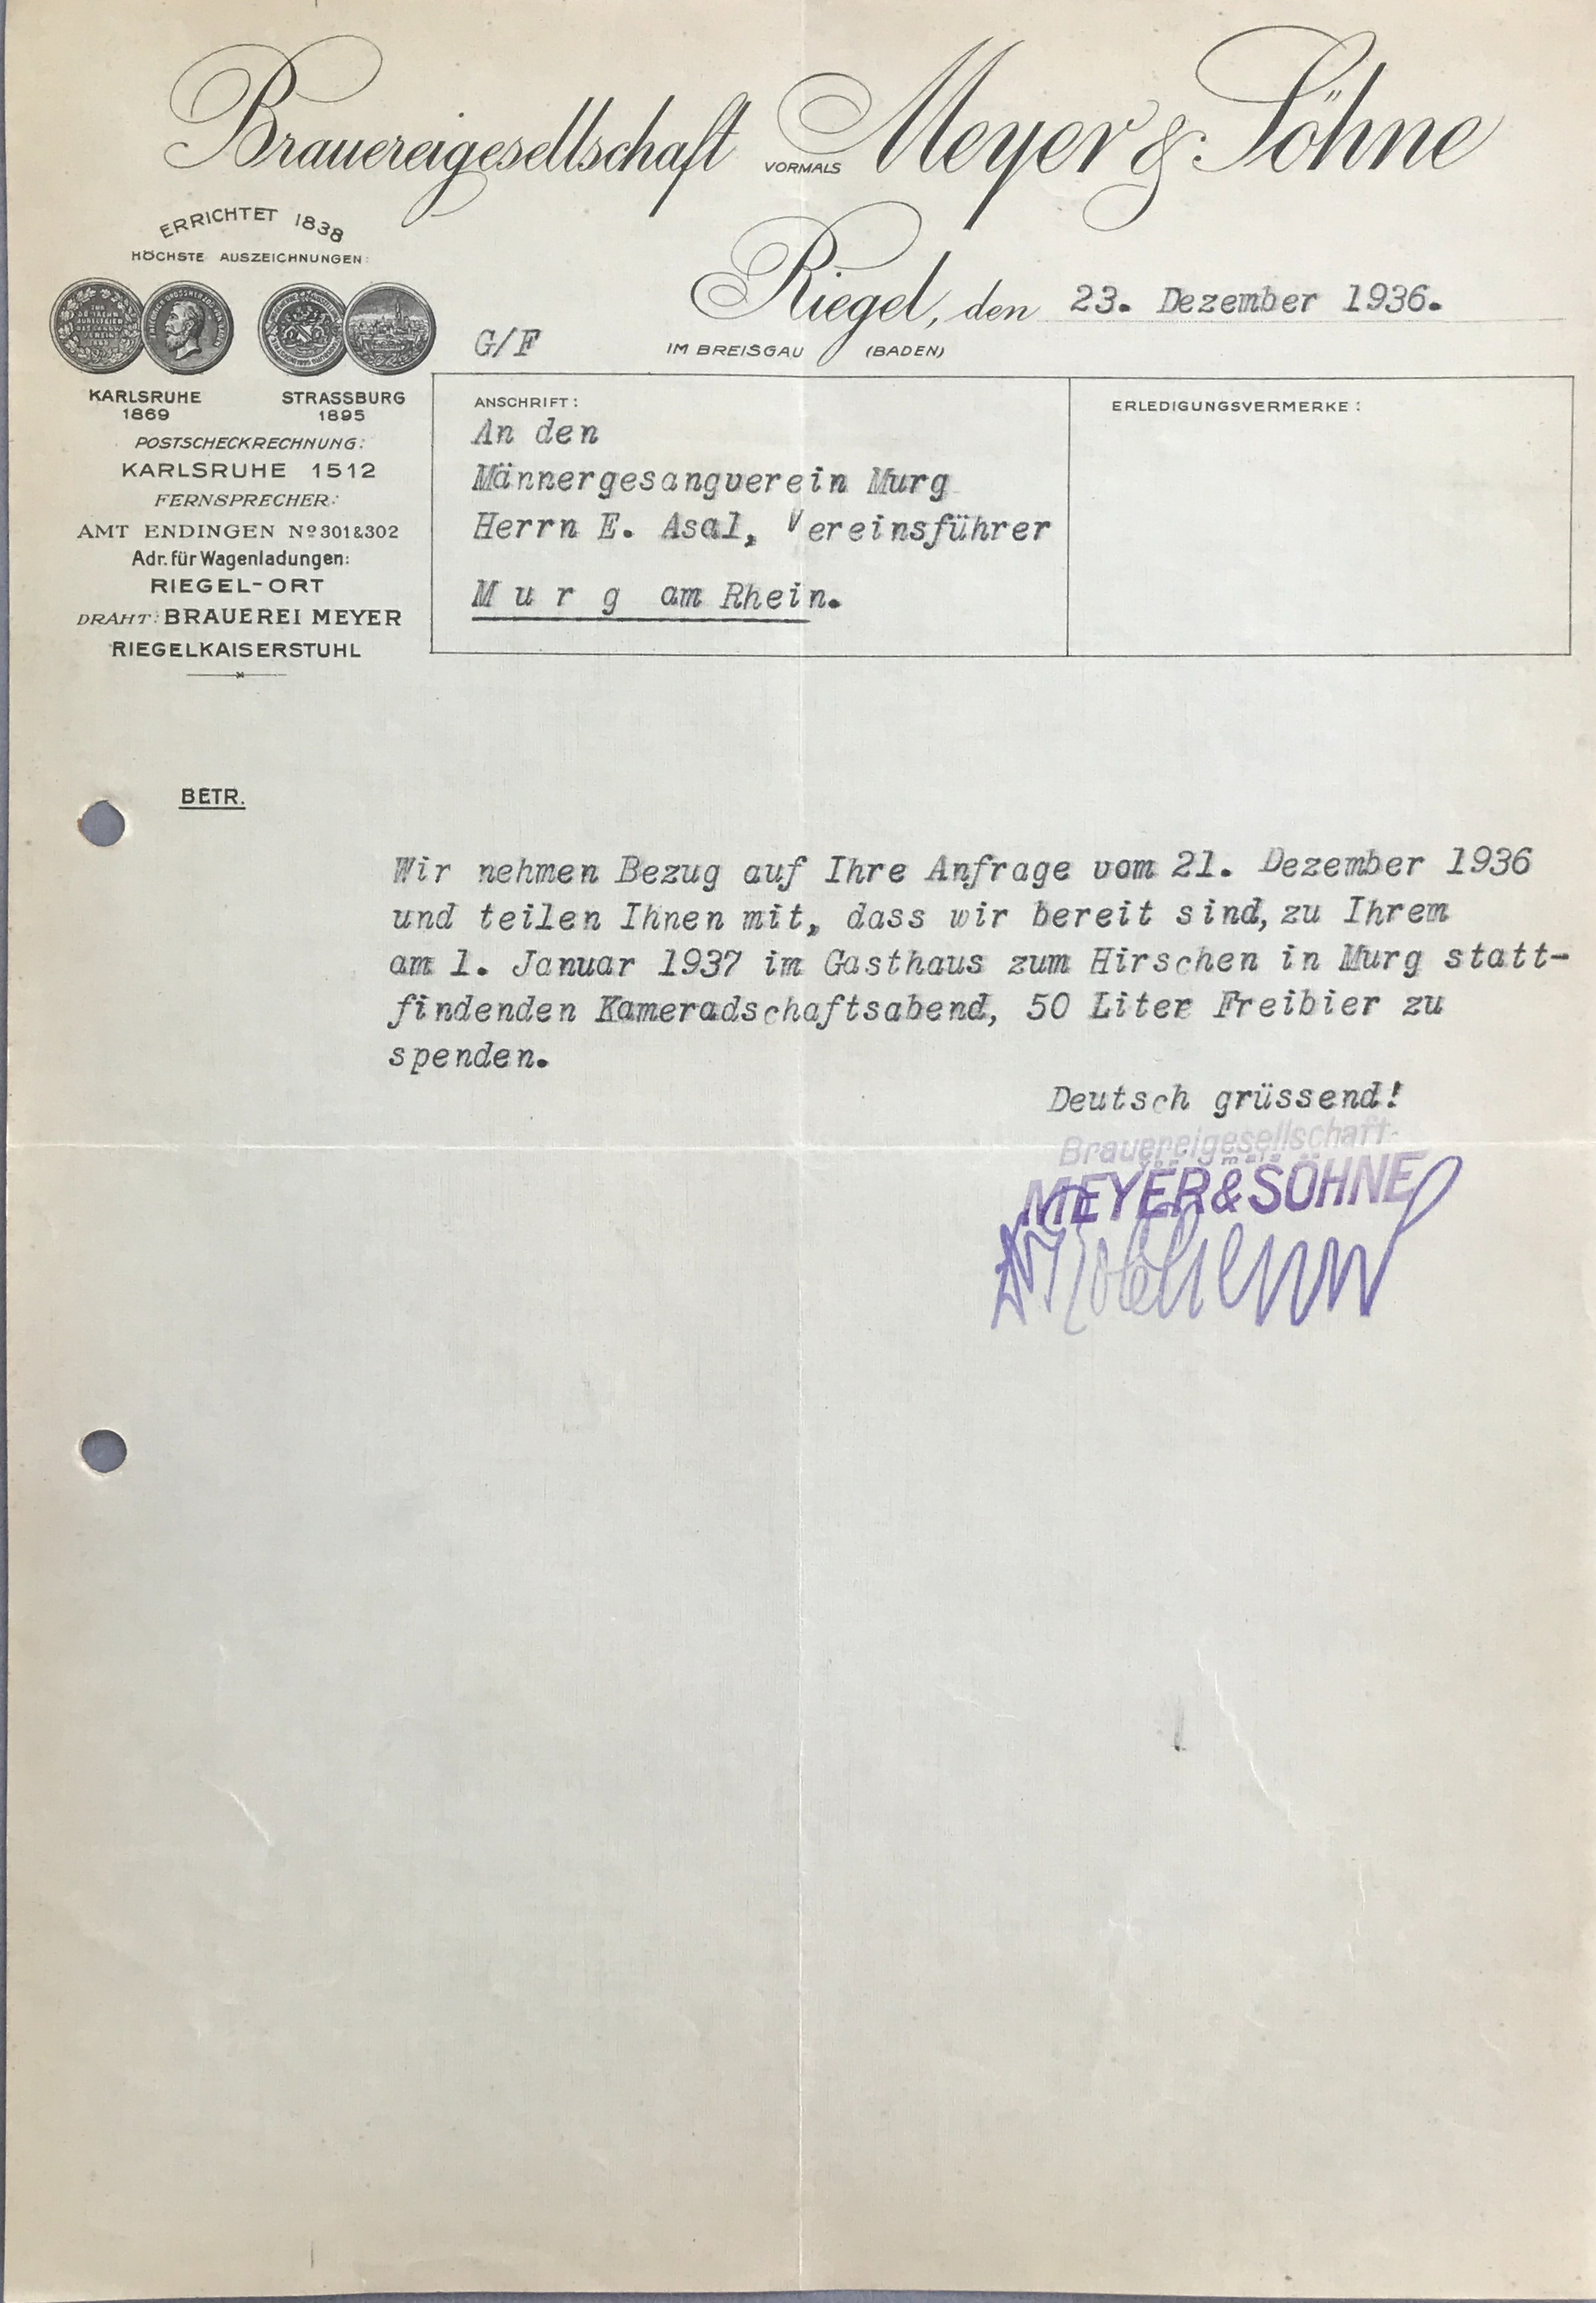 Brauereigesellschaft VORMALS Meyer & Söhne
ERRICHTET 1838
HÖCHSTE AUSZEICHNUNGEN:
Riegel, den 23. Dezember 1936.
IM BREISGAU (BADEN)
G/F
KARLSRUHE
1869
STRASSBURG
1895
POSTSCHECKRECHNUNG:
KARLSRUHE 1512
FERNSPRECHER:
AMT ENDINGEN No 301&302
Adr. für Wagenladungen:
RIEGEL-ORT
DRAHT: BRAUEREI MEYER
RIEGELKAISERSTUHL
ANSCHRIFT:
An den
Männergesangverein Murg
Herrn E. Asal, Vereinsführer
M u r g am Rhein.
ERLEDIGUNGSVERMERKE:
BETR.
Wir nehmen Bezug auf Ihre Anfrage vom 21. Dezember 1936
und teilen Ihnen mit, dass wir bereit sind, zu Ihrem
am 1. Januar 1937 im Gasthaus zum Hirschen in Murg statt-
findenden Kameradschaftsabend, 50 Liter Freibier zu
spenden.
Deutsch grüssend!
Brauereigesellschaft
vormals
MEYER & SÖHNE